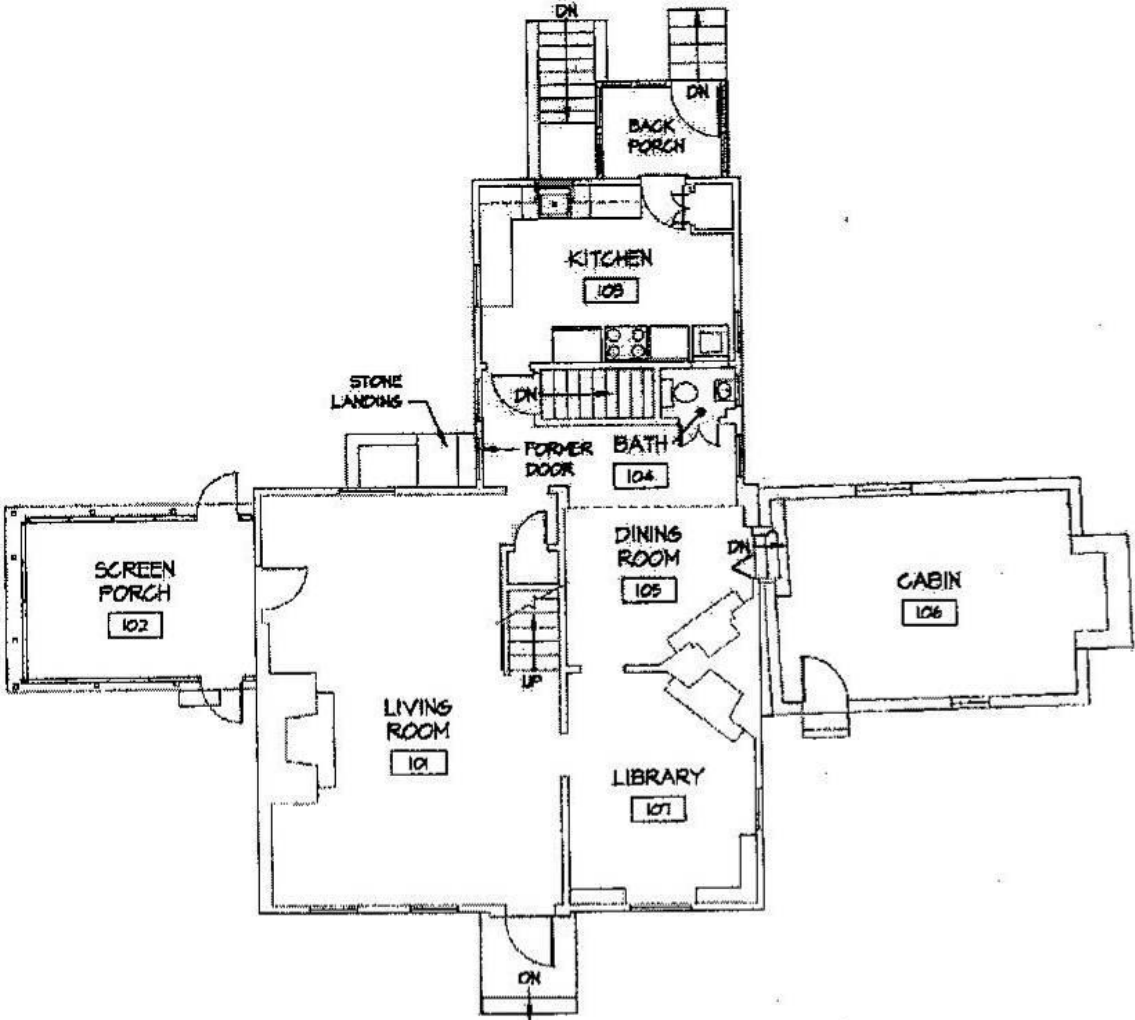 DN
DN
BACK
PORCH
KITCHEN
103
STONE
LANDING
DN
FORMER
DOOR
BATH
104
SCREEN
PORCH
102
DINING
ROOM
105
DN
CABIN
106
UP
LIVING
ROOM
101
LIBRARY
107
DN